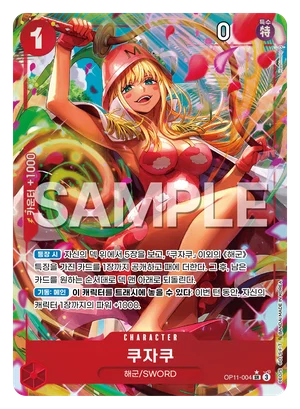 1
0
특수
特
카운터 +1000
SAMPLE
등장 시 자신의 덱 위에서 5장을 보고, 「쿠자쿠」 이외의 《해군》
특징을 가진 카드를 1장까지 공개하고 패에 더한다. 그 후, 남은
카드를 원하는 순서대로 덱 맨 아래로 되돌린다.
기동: 메인 이 캐릭터를 트래시에 놓을 수 있다: 이번 턴 동안, 자신의
캐릭터 1장까지의 파워 +1000.
CHARACTER
쿠자쿠
해군/SWORD
OP11-004 SR 3